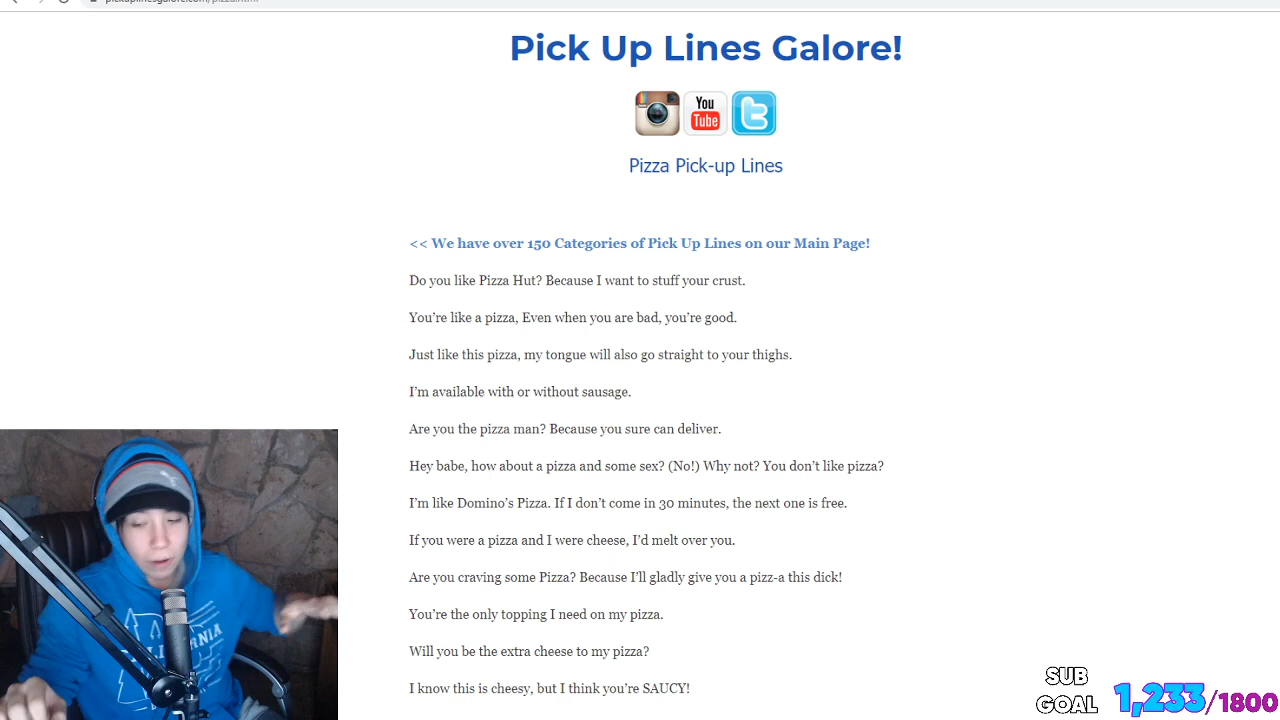 Pick Up Lines Galore!
You
Tube
Pizza Pick-up Lines
<< We have over 150 Categories of Pick Up Lines on our Main Page!
Do you like Pizza Hut? Because I want to stuff your crust.
You’re like a pizza, Even when you are bad, you’re good.
Just like this pizza, my tongue will also go straight to your thighs.
I’m available with or without sausage.
Are you the pizza man? Because you sure can deliver.
Hey babe, how about a pizza and some sex? (No!) Why not? You don’t like pizza?
I’m like Domino’s Pizza. If I don’t come in 30 minutes, the next one is free.
If you were a pizza and I were cheese, I’d melt over you.
Are you craving some Pizza? Because I’ll gladly give you a pizz-a this dick!
You’re the only topping I need on my pizza.
Will you be the extra cheese to my pizza?
I know this is cheesy, but I think you’re SAUCY!
SUB
GOAL 1,233/1800